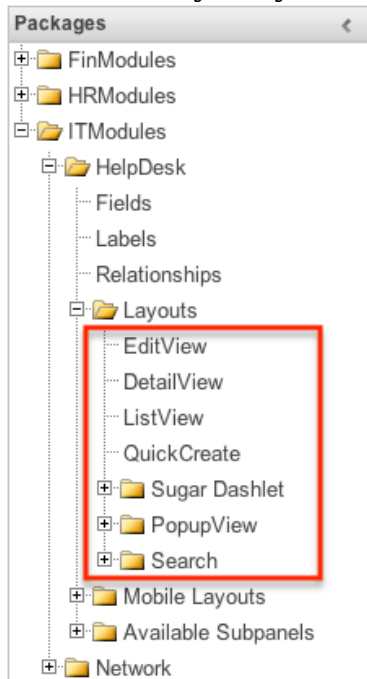 Packages
FinModules
HRModules
ITModules
HelpDesk
Fields
Labels
Relationships
Layouts
EditView
DetailView
ListView
QuickCreate
Sugar Dashlet
PopupView
Search
Mobile Layouts
Available Subpanels
Network